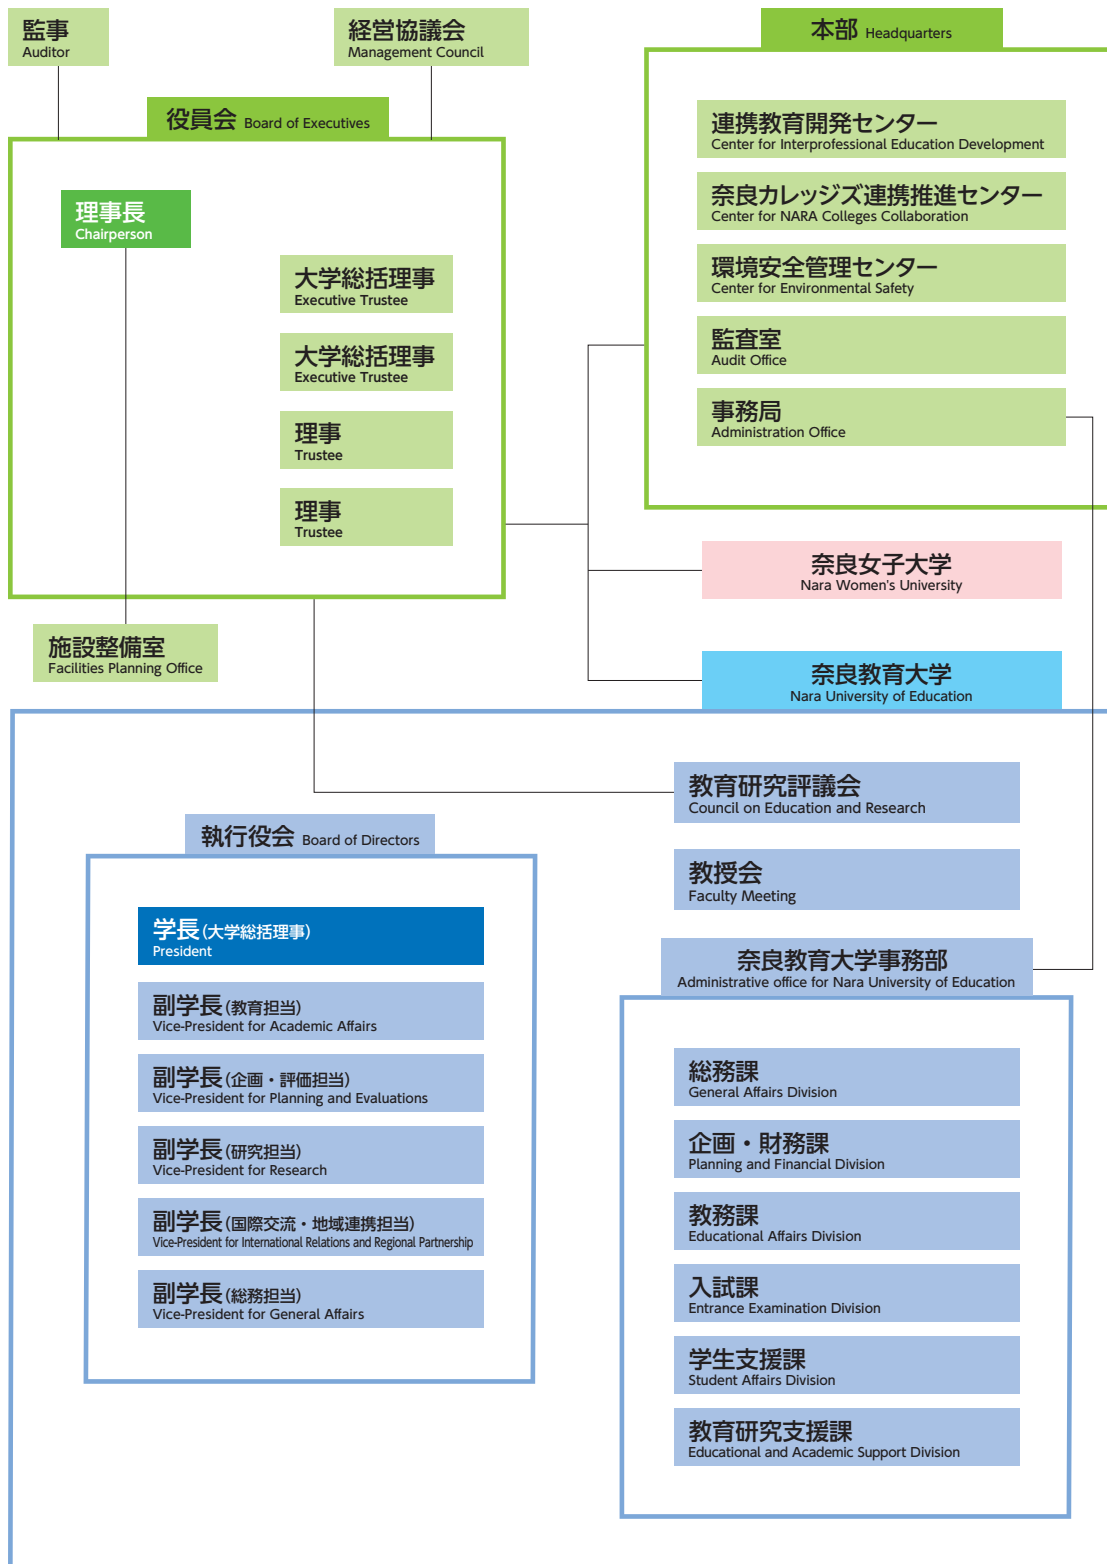 監事
Auditor
経営協議会
Management Council
役員会 Board of Executives
理事長
Chairperson
大学総括理事
Executive Trustee
大学総括理事
Executive Trustee
理事
Trustee
理事
Trustee
施設整備室
Facilities Planning Office
本部 Headquarters
連携教育開発センター
Center for Interprofessional Education Development
奈良カレッジズ連携推進センター
Center for NARA Colleges Collaboration
環境安全管理センター
Center for Environmental Safety
監査室
Audit Office
事務局
Administration Office
奈良女子大学
Nara Women's University
奈良教育大学
Nara University of Education
執行役会 Board of Directors
学長(大学総括理事)
President
副学長(教育担当)
Vice-President for Academic Affairs
副学長(企画・評価担当)
Vice-President for Planning and Evaluations
副学長(研究担当)
Vice-President for Research
副学長(国際交流・地域連携担当)
Vice-President for International Relations and Regional Partnership
副学長(総務担当)
Vice-President for General Affairs
教育研究評議会
Council on Education and Research
教授会
Faculty Meeting
奈良教育大学事務部
Administrative office for Nara University of Education
総務課
General Affairs Division
企画・財務課
Planning and Financial Division
教務課
Educational Affairs Division
入試課
Entrance Examination Division
学生支援課
Student Affairs Division
教育研究支援課
Educational and Academic Support Division